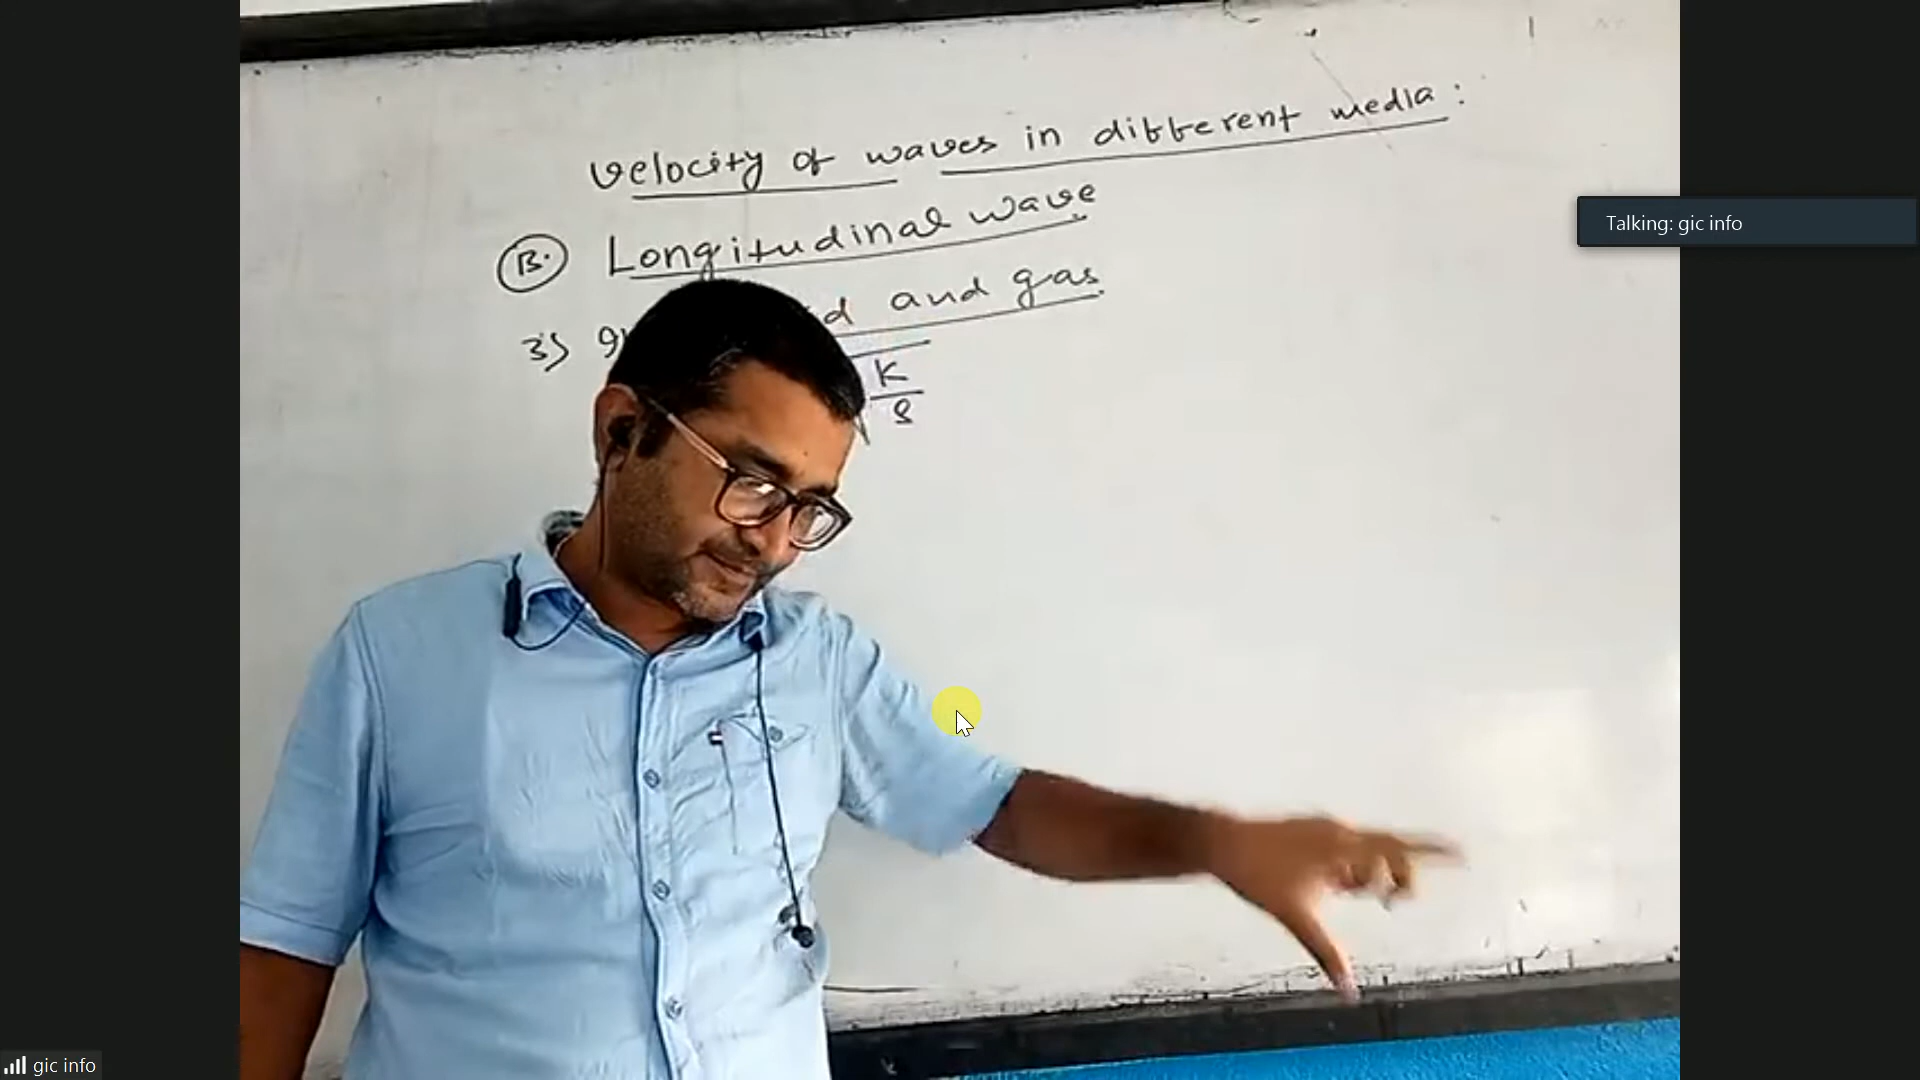 velocity of waves in different media :
B. Longitudinal wave
3) and gas.
K
ρ
Talking: gic info
gic info